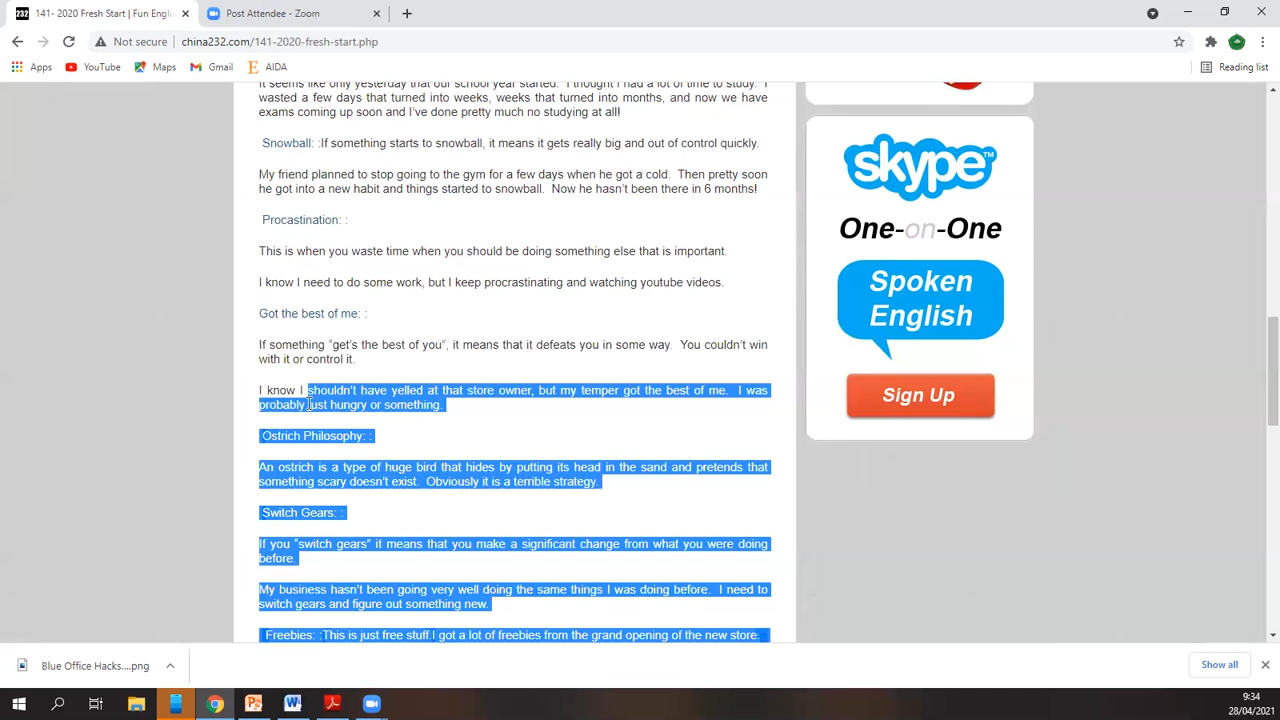 141- 2020 Fresh Start | Fun Engli
Post Attendee - Zoom
Not secure
china232.com/141-2020-fresh-start.php
Apps
YouTube
Maps
Gmail
AIDA
Reading list
It seems like only yesterday that our school year started. I thought I had a lot of time to study. I
wasted a few days that turned into weeks, weeks that turned into months, and now we have
exams coming up soon and I've done pretty much no studying at all!
Snowball: :If something starts to snowball, it means it gets really big and out of control quickly.
My friend planned to stop going to the gym for a few days when he got a cold. Then pretty soon
he got into a new habit and things started to snowball. Now he hasn't been there in 6 months!
Procastination: :
This is when you waste time when you should be doing something else that is important.
I know I need to do some work, but I keep procrastinating and watching youtube videos.
Got the best of me: :
If something "get's the best of you", it means that it defeats you in some way. You couldn't win
with it or control it.
I know I shouldn't have yelled at that store owner, but my temper got the best of me. I was
probably just hungry or something.
Ostrich Philosophy: :
An ostrich is a type of huge bird that hides by putting its head in the sand and pretends that
something scary doesn't exist. Obviously it is a terrible strategy.
Switch Gears: :
If you "switch gears" it means that you make a significant change from what you were doing
before.
My business hasn't been going very well doing the same things I was doing before. I need to
switch gears and figure out something new.
Freebies: :This is just free stuff.I got a lot of freebies from the grand opening of the new store.
skype™
One-on-One
Spoken
English
Sign Up
Blue Office Hacks....png
Show all
9:34
28/04/2021